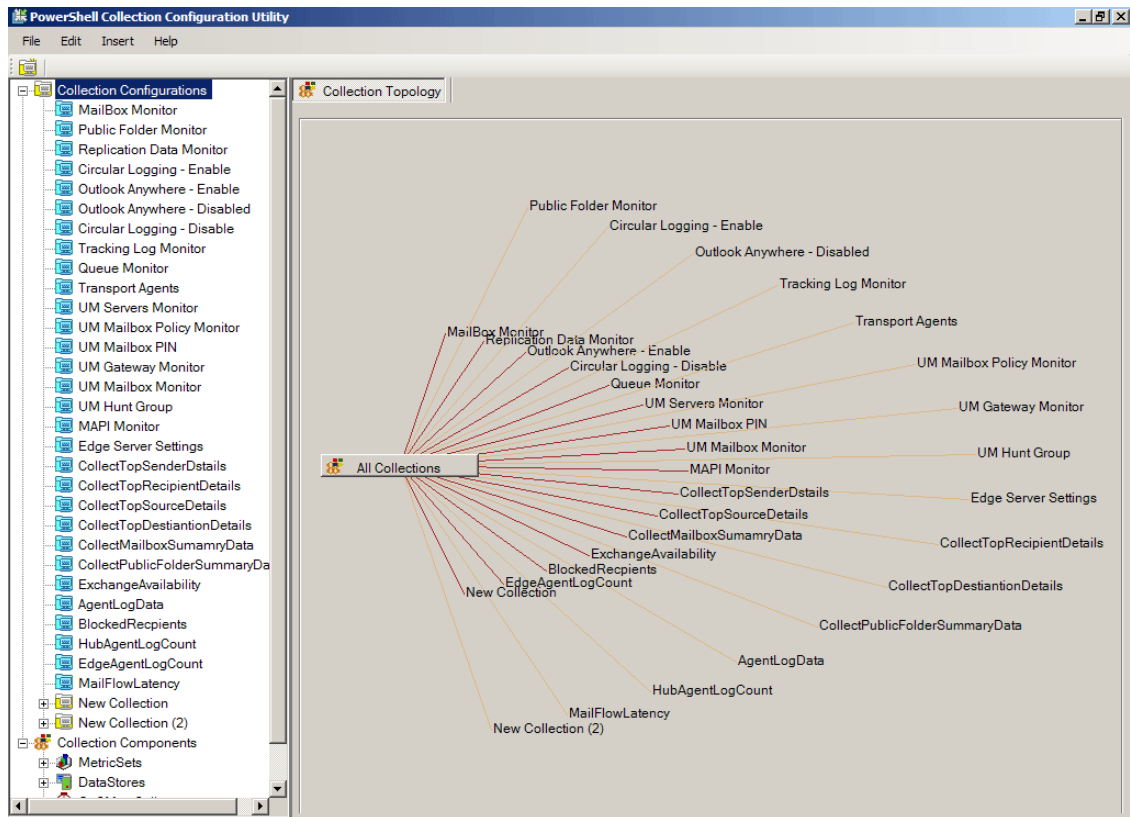 PowerShell Collection Configuration Utility
File Edit Insert Help
Collection Configurations
MailBox Monitor
Public Folder Monitor
Replication Data Monitor
Circular Logging - Enable
Outlook Anywhere - Enable
Outlook Anywhere - Disabled
Circular Logging - Disable
Tracking Log Monitor
Queue Monitor
Transport Agents
UM Servers Monitor
UM Mailbox Policy Monitor
UM Mailbox PIN
UM Gateway Monitor
UM Mailbox Monitor
UM Hunt Group
MAPI Monitor
Edge Server Settings
CollectTopSenderDstails
CollectTopRecipientDetails
CollectTopSourceDetails
CollectTopDestiantionDetails
CollectMailboxSumamryData
CollectPublicFolderSummaryDa
ExchangeAvailability
AgentLogData
BlockedRecpients
HubAgentLogCount
EdgeAgentLogCount
MailFlowLatency
New Collection
New Collection (2)
Collection Components
MetricSets
DataStores
Collection Topology
Public Folder Monitor
Circular Logging - Enable
Outlook Anywhere - Disabled
Tracking Log Monitor
Transport Agents
MailBox Monitor
Replication Data Monitor
Outlook Anywhere - Enable
Circular Logging - Disable
UM Mailbox Policy Monitor
Queue Monitor
UM Servers Monitor
UM Gateway Monitor
UM Mailbox PIN
UM Mailbox Monitor
UM Hunt Group
All Collections
MAPI Monitor
CollectTopSenderDstails
Edge Server Settings
CollectTopSourceDetails
CollectMailboxSumamryData
CollectTopRecipientDetails
ExchangeAvailability
BlockedRecpients
EdgeAgentLogCount
CollectTopDestiantionDetails
New Collection
CollectPublicFolderSummaryData
AgentLogData
HubAgentLogCount
MailFlowLatency
New Collection (2)